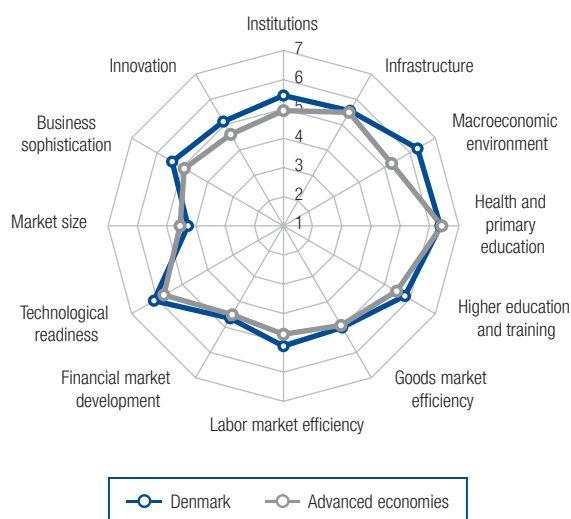 Institutions
7
6
5
4
3
2
1
Infrastructure
Macroeconomic
environment
Health and
primary
education
Higher education
and training
Goods market
efficiency
Labor market efficiency
Financial market
development
Technological
readiness
Market size
Business
sophistication
Innovation
Denmark
Advanced economies